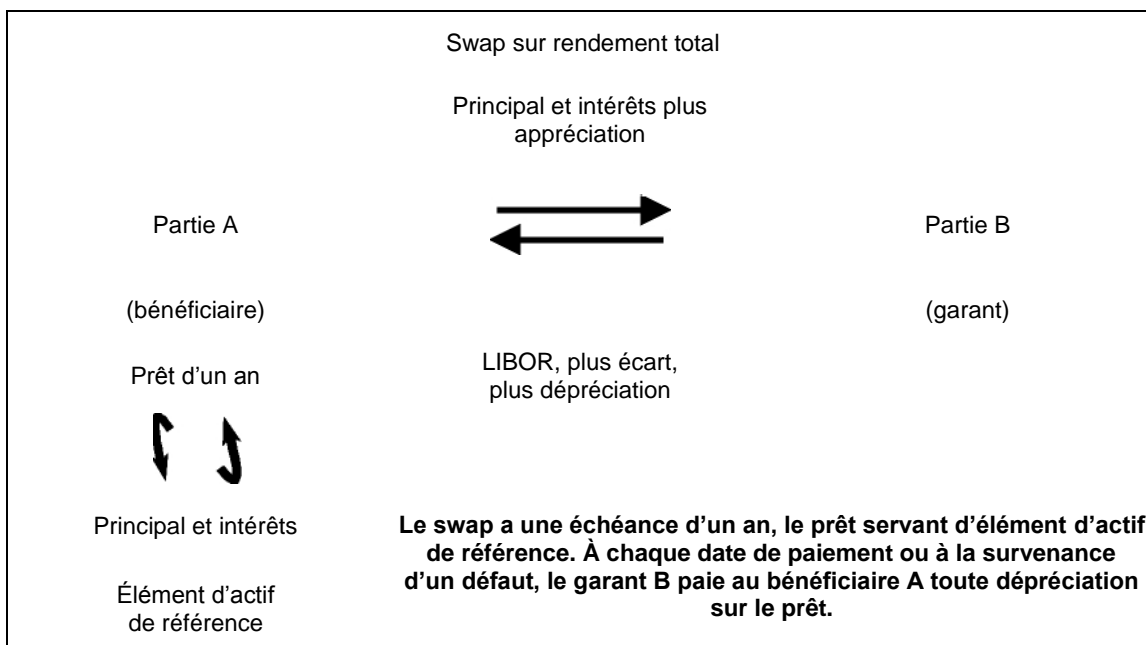 Swap sur rendement total
Principal et intérêts plus
appréciation
Partie A
Partie B
(bénéficiaire)
(garant)
Prêt d’un an
LIBOR, plus écart,
plus dépréciation
Principal et intérêts
Élément d’actif
de référence
Le swap a une échéance d’un an, le prêt servant d’élément d’actif
de référence. À chaque date de paiement ou à la survenance
d’un défaut, le garant B paie au bénéficiaire A toute dépréciation
sur le prêt.